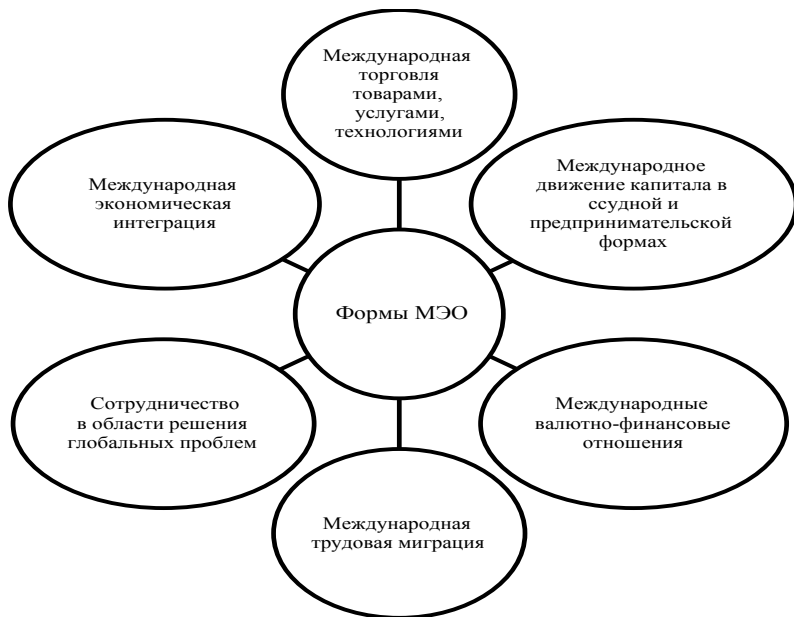 Международная
торговля
товарами,
услугами,
технологиями
Международная
экономическая
интеграция
Международное
движение капитала в
ссудной и
предпринимательской
формах
Формы МЭО
Сотрудничество
в области решения
глобальных проблем
Международные
валютно-финансовые
отношения
Международная
трудовая миграция